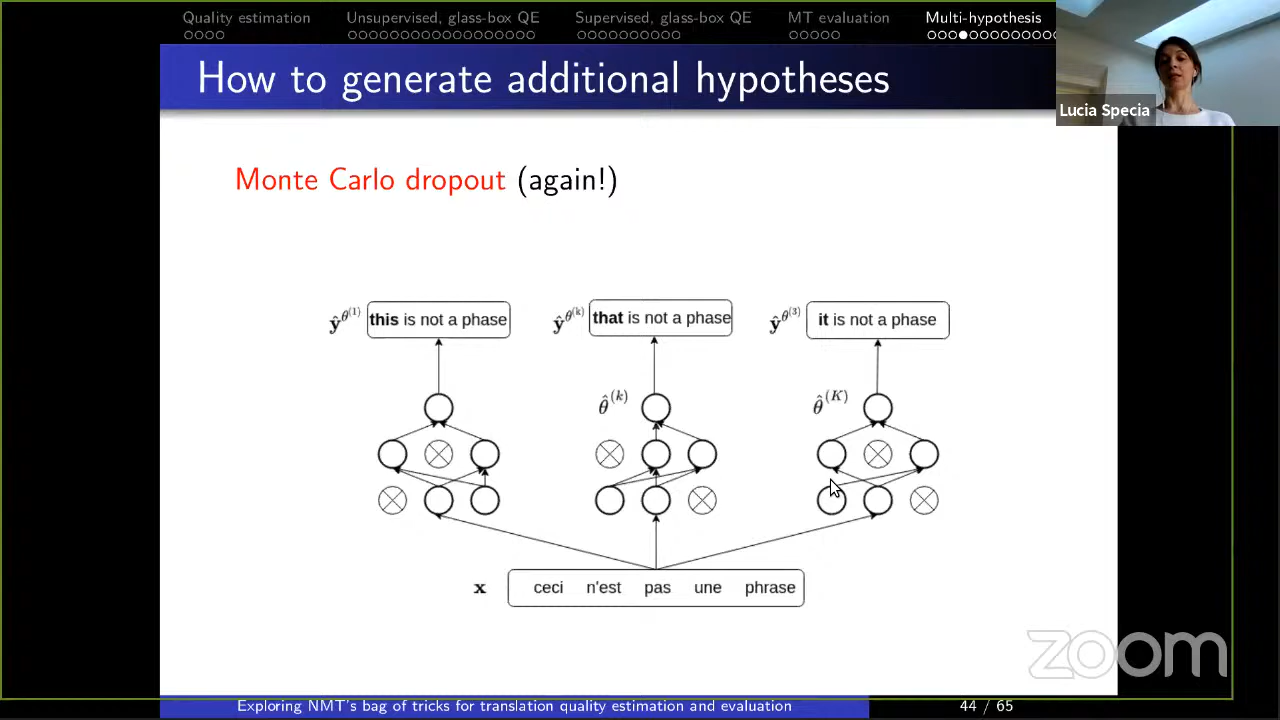 Quality estimation Unsupervised, glass-box QE Supervised, glass-box QE MT evaluation Multi-hypothesis
How to generate additional hypotheses
Lucia Specia
Monte Carlo dropout (again!)
ŷ^θ̂^(1) this is not a phase ŷ^θ̂^(k) that is not a phase ŷ^θ̂^(3) it is not a phase
θ̂^(k) θ̂^(K)
x ceci n'est pas une phrase
zoom
Exploring NMT's bag of tricks for translation quality estimation and evaluation 44 / 65